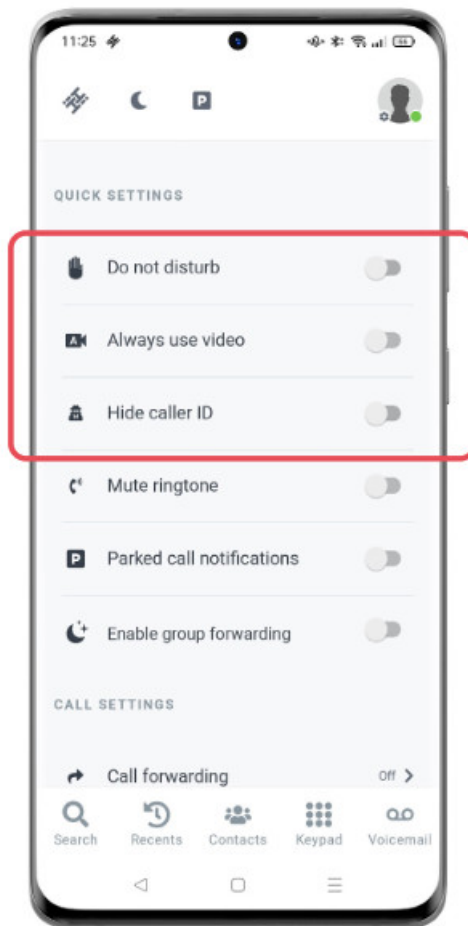 11:25
P
QUICK SETTINGS
Do not disturb
A
Always use video
Hide caller ID
Mute ringtone
P
Parked call notifications
Enable group forwarding
CALL SETTINGS
Call forwarding Off
Search Recents Contacts Keypad Voicemail